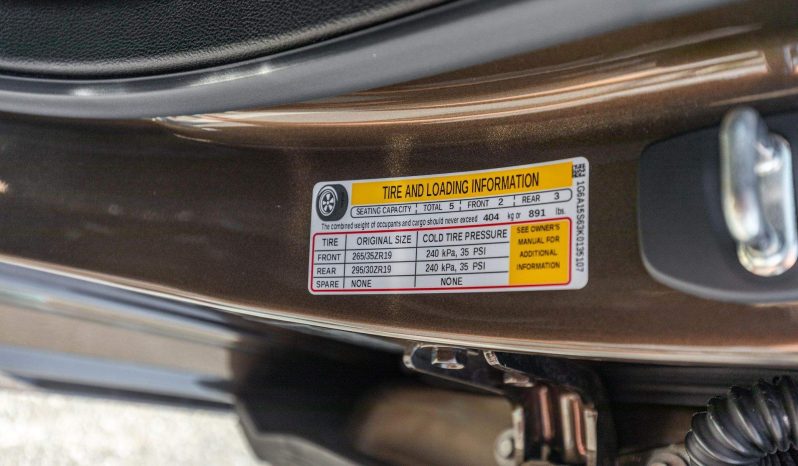 TIRE AND LOADING INFORMATION
SEATING CAPACITY TOTAL 5 FRONT 2 REAR 3
The combined weight of occupants and cargo should never exceed 404 kg or 891 lbs.
TIRE ORIGINAL SIZE COLD TIRE PRESSURE
FRONT 265/35ZR19 240 kPa, 35 PSI
REAR 295/30ZR19 240 kPa, 35 PSI
SPARE NONE NONE
SEE OWNER'S
MANUAL FOR
ADDITIONAL
INFORMATION
1G6A15S63K0135107